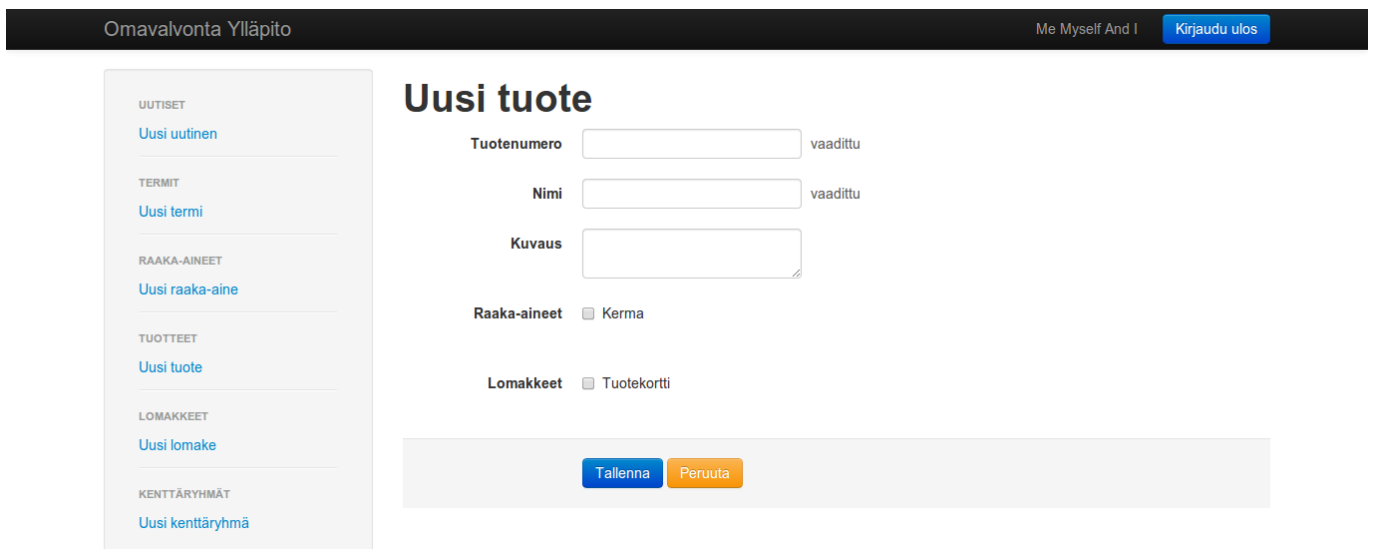 Omavalvonta Ylläpito
Me Myself And I
Kirjaudu ulos
UUTISET
Uusi uutinen
TERMIT
Uusi termi
RAAKA-AINEET
Uusi raaka-aine
TUOTTEET
Uusi tuote
LOMAKKEET
Uusi lomake
KENTTÄRYHMÄT
Uusi kenttäryhmä
Uusi tuote
Tuotenumero vaadittu
Nimi vaadittu
Kuvaus
Raaka-aineet Kerma
Lomakkeet Tuotekortti
Tallenna Peruuta